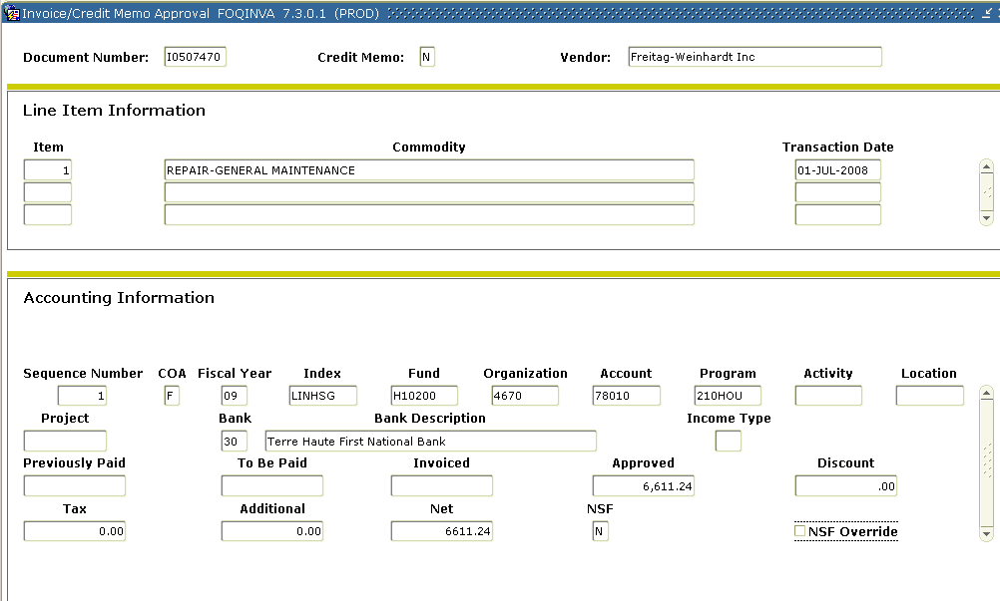 Invoice/Credit Memo Approval FOQINVA 7.3.0.1 (PROD)
Document Number: I0507470 Credit Memo: N Vendor: Freitag-Weinhardt Inc
Line Item Information
Item Commodity Transaction Date
1 REPAIR-GENERAL MAINTENANCE 01-JUL-2008
Accounting Information
Sequence Number COA Fiscal Year Index Fund Organization Account Program Activity Location
1 F 09 LINHSG H10200 4670 78010 210HOU
Project Bank Bank Description Income Type
30 Terre Haute First National Bank
Previously Paid To Be Paid Invoiced Approved Discount
6,611.24 .00
Tax Additional Net NSF
0.00 0.00 6611.24 N NSF Override